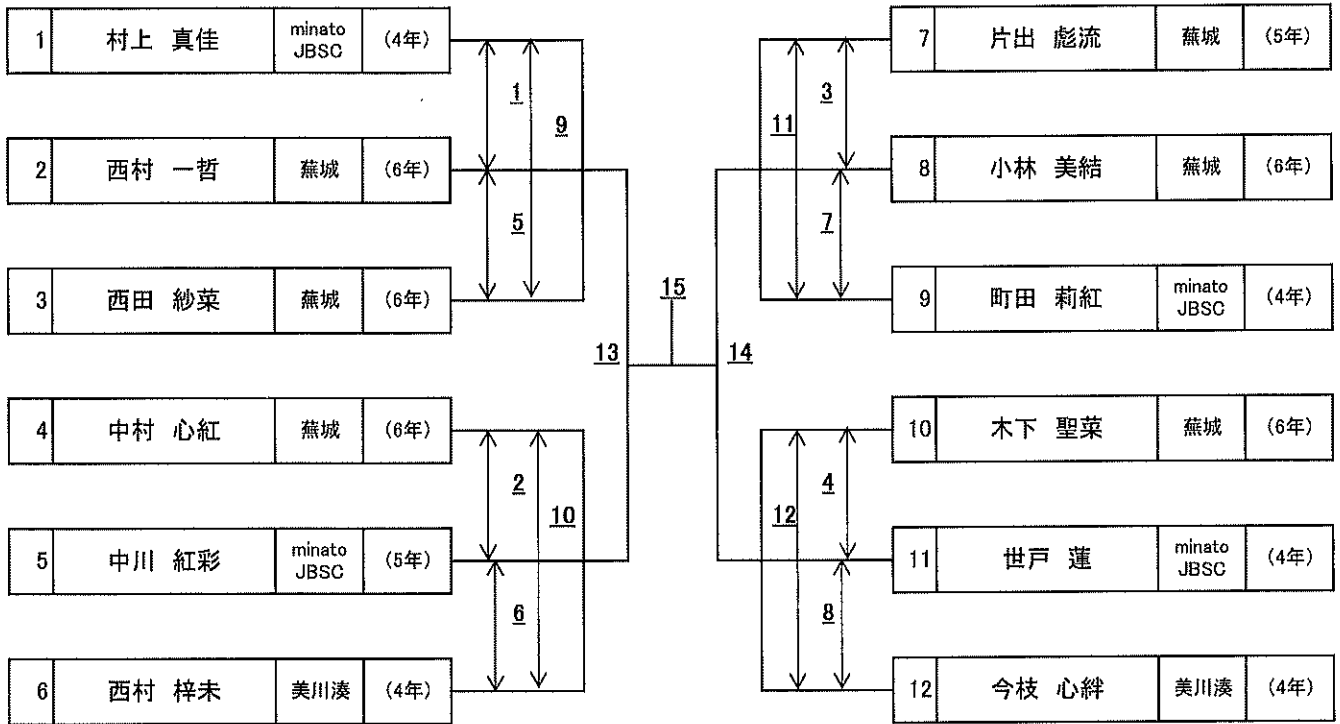 1 村上 真佳 minato JBSC (4年)
2 西村 一哲 蕪城 (6年)
3 西田 紗菜 蕪城 (6年)
4 中村 心紅 蕪城 (6年)
5 中川 紅彩 minato JBSC (5年)
6 西村 梓未 美川湊 (4年)
1
9
5
13
2
10
6
15
11
3
7
14
12
4
8
7 片出 彪流 蕪城 (5年)
8 小林 美結 蕪城 (6年)
9 町田 莉紅 minato JBSC (4年)
10 木下 聖菜 蕪城 (6年)
11 世戸 蓮 minato JBSC (4年)
12 今枝 心絆 美川湊 (4年)